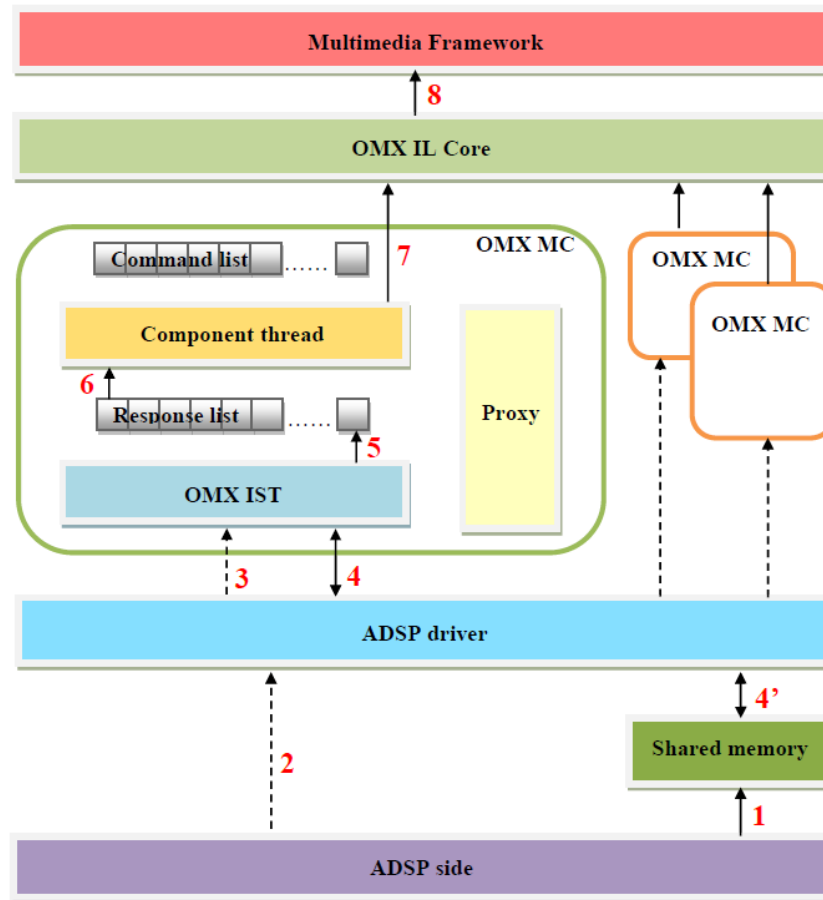 Multimedia Framework
8
OMX IL Core
OMX MC
Command list ......
7
OMX MC
OMX MC
Component thread
6
Response list ......
5
Proxy
OMX IST
3
4
ADSP driver
4’
2
Shared memory
1
ADSP side